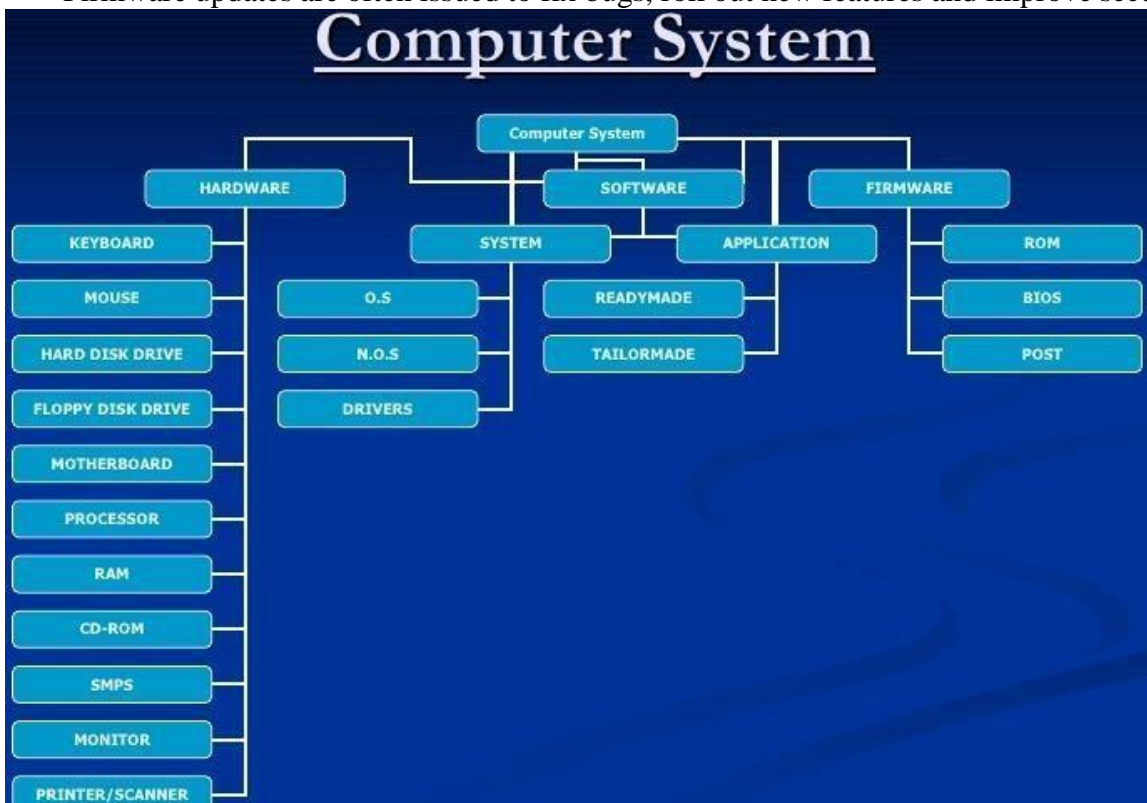 Firmware updates are often issued to fix bugs, roll out new features and improve
Computer System
Computer System
HARDWARE
SOFTWARE
FIRMWARE
KEYBOARD
SYSTEM
APPLICATION
ROM
MOUSE
O.S
READYMADE
BIOS
HARD DISK DRIVE
N.O.S
TAILORMADE
POST
FLOPPY DISK DRIVE
DRIVERS
MOTHERBOARD
PROCESSOR
RAM
CD-ROM
SMPS
MONITOR
PRINTER/SCANNER